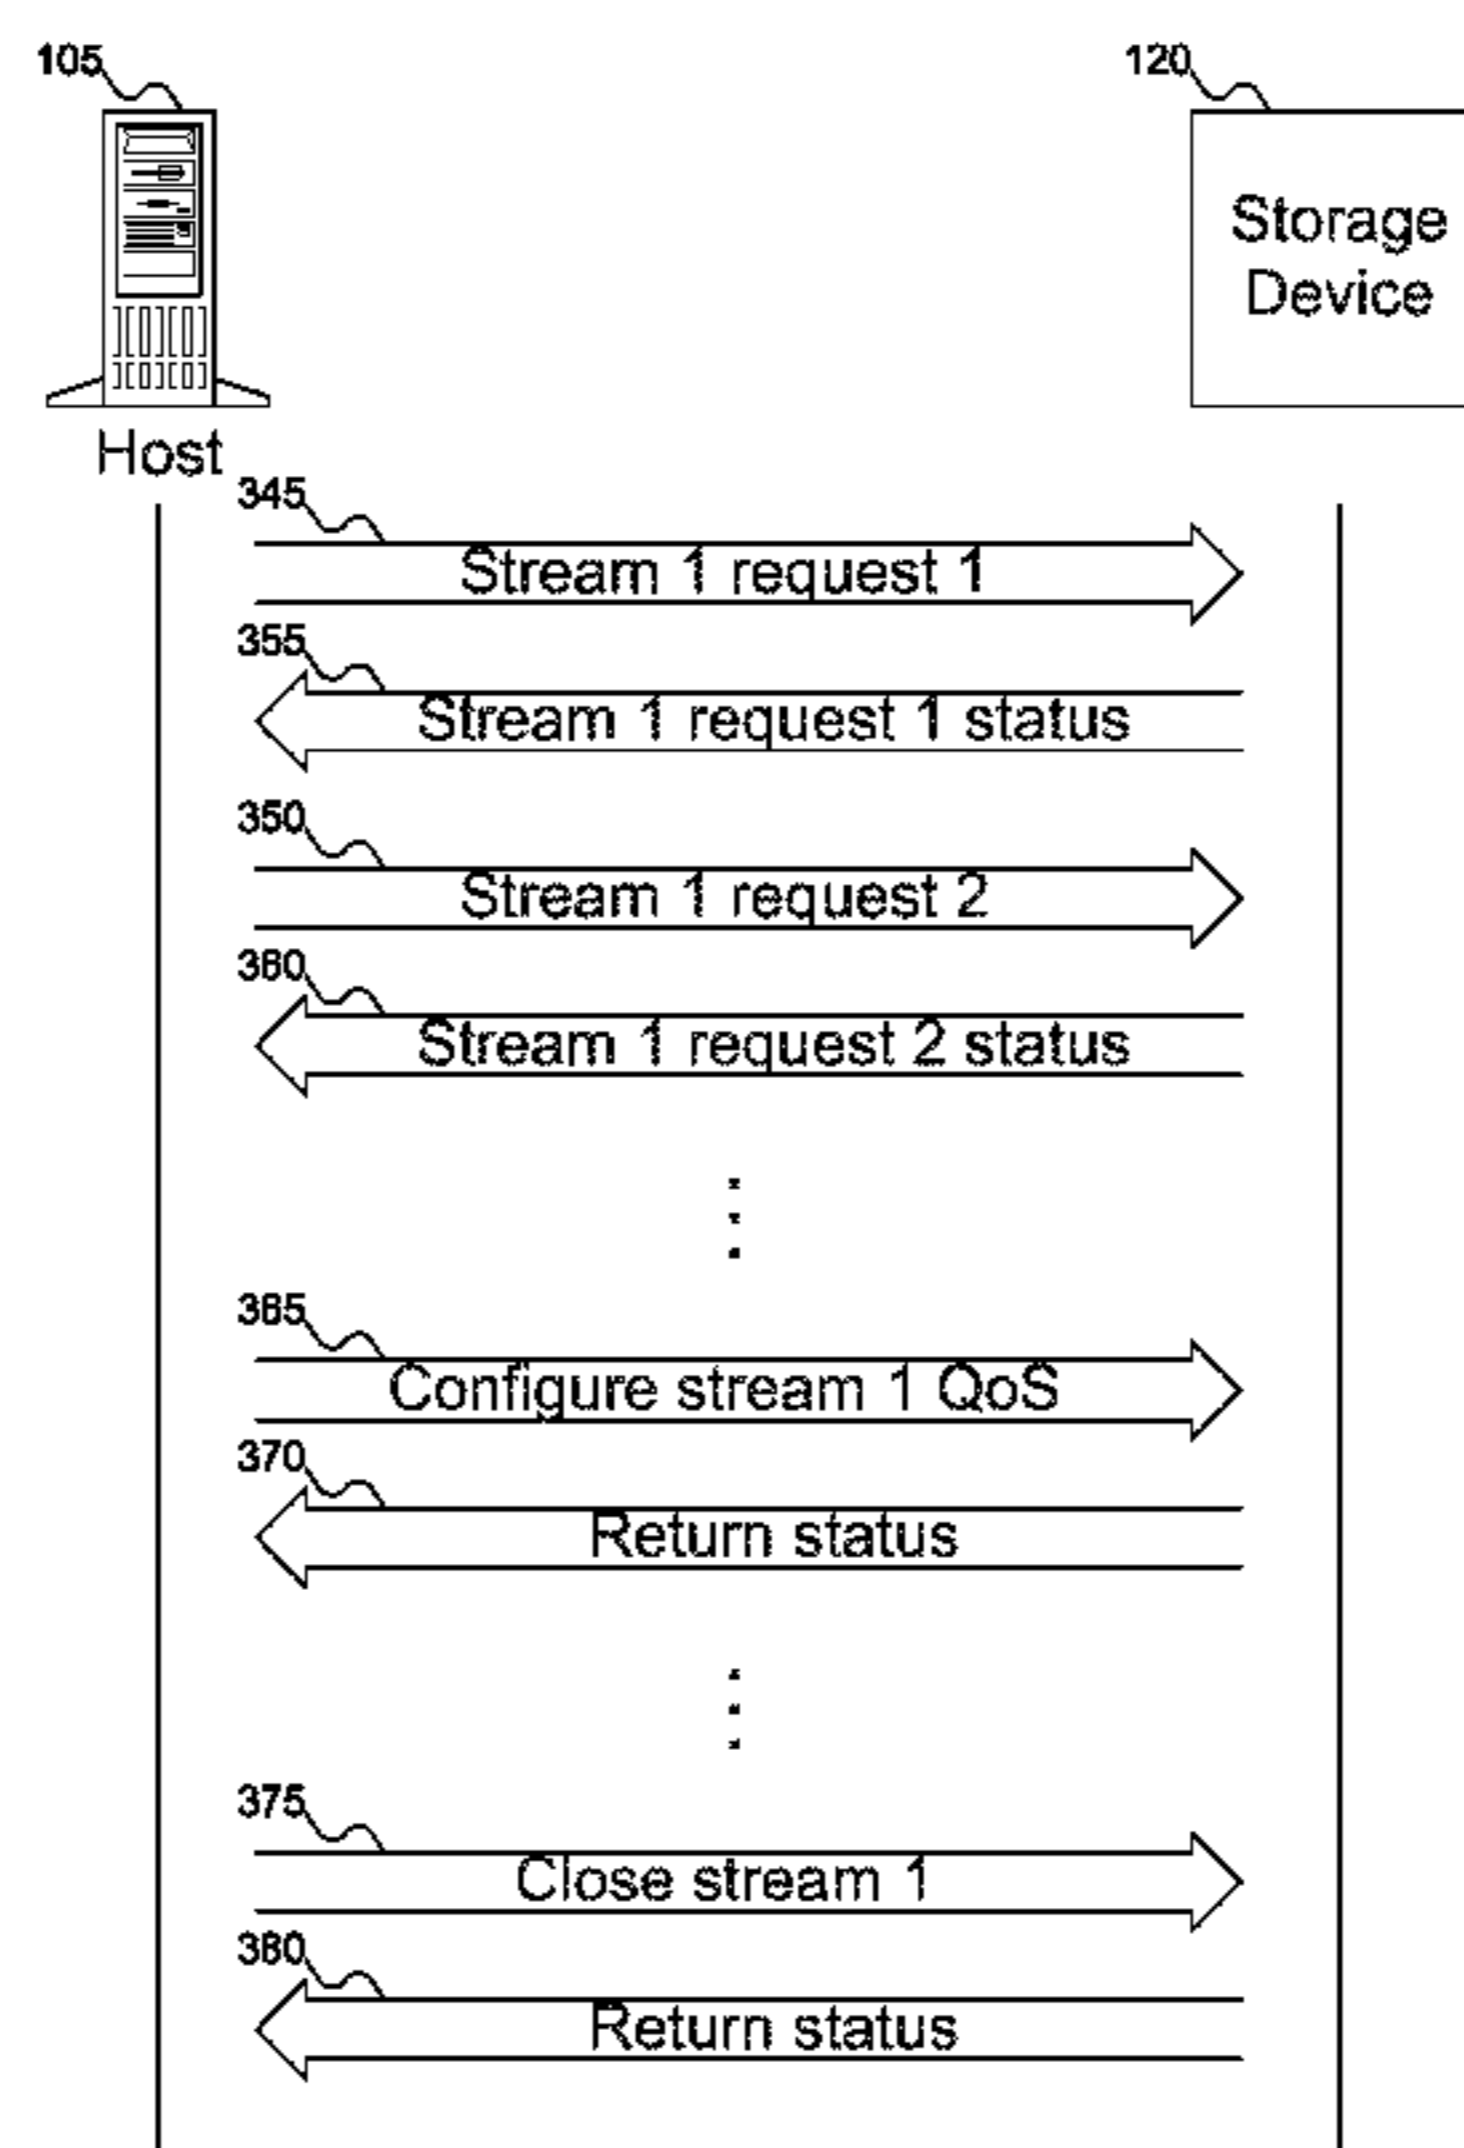 105
120
Storage
Device
Host
345
Stream 1 request 1
355
Stream 1 request 1 status
350
Stream 1 request 2
360
Stream 1 request 2 status
365
Configure stream 1 QoS
370
Return status
375
Close stream 1
380
Return status